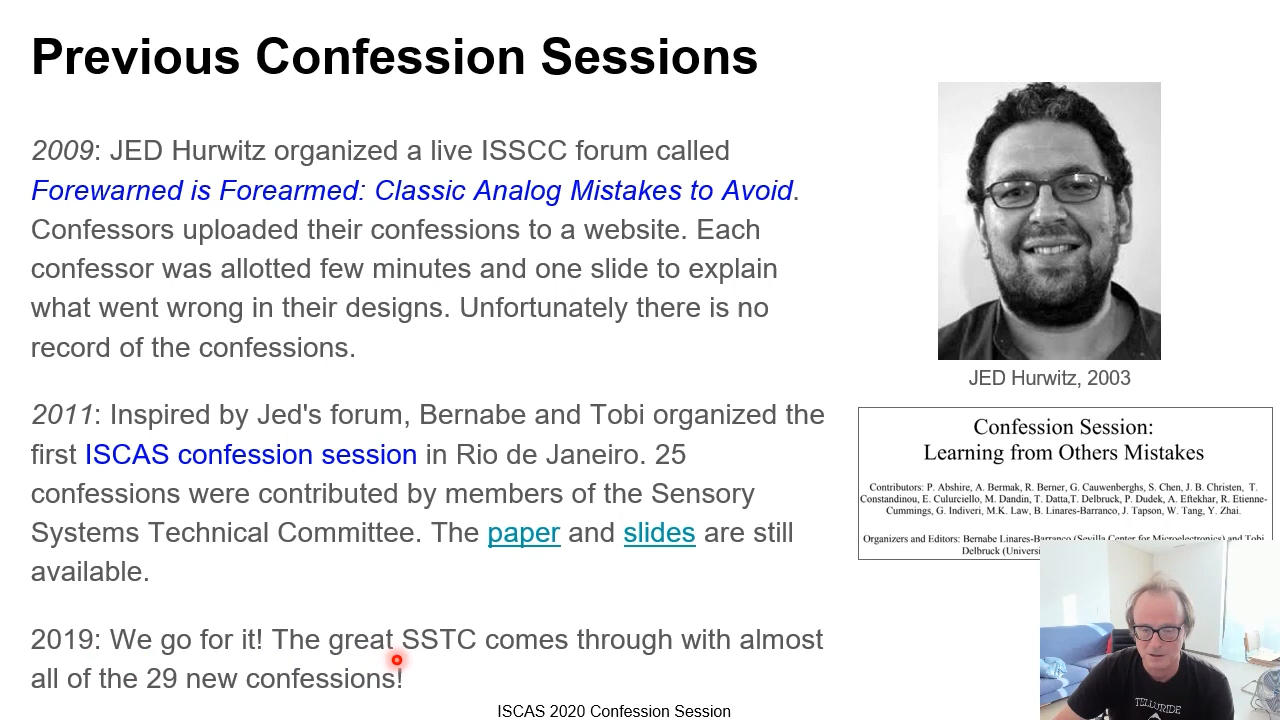 Previous Confession Sessions
2009: JED Hurwitz organized a live ISSCC forum called
Forewarned is Forearmed: Classic Analog Mistakes to Avoid.
Confessors uploaded their confessions to a website. Each
confessor was allotted few minutes and one slide to explain
what went wrong in their designs. Unfortunately there is no
record of the confessions.
2011: Inspired by Jed's forum, Bernabe and Tobi organized the
first ISCAS confession session in Rio de Janeiro. 25
confessions were contributed by members of the Sensory
Systems Technical Committee. The paper and slides are still
available.
2019: We go for it! The great SSTC comes through with almost
all of the 29 new confessions!
JED Hurwitz, 2003
Confession Session:
Learning from Others Mistakes
Contributors: P. Abshire, A. Bermak, R. Berner, G. Cauwenberghs, S. Chen, J. B. Christen, T.
Constandinou, E. Culurciello, M. Dandin, T. Datta,T. Delbruck, P. Dudek, A. Eftekhar, R. Etienne-
Cummings, G. Indiveri, M.K. Law, B. Linares-Barranco, J. Tapson, W. Tang, Y. Zhai.
Organizers and Editors: Bernabe Linares-Barranco (Sevilla Center for Microelectronics) and Tobi
Delbruck
TELLURIDE
ISCAS 2020 Confession Session